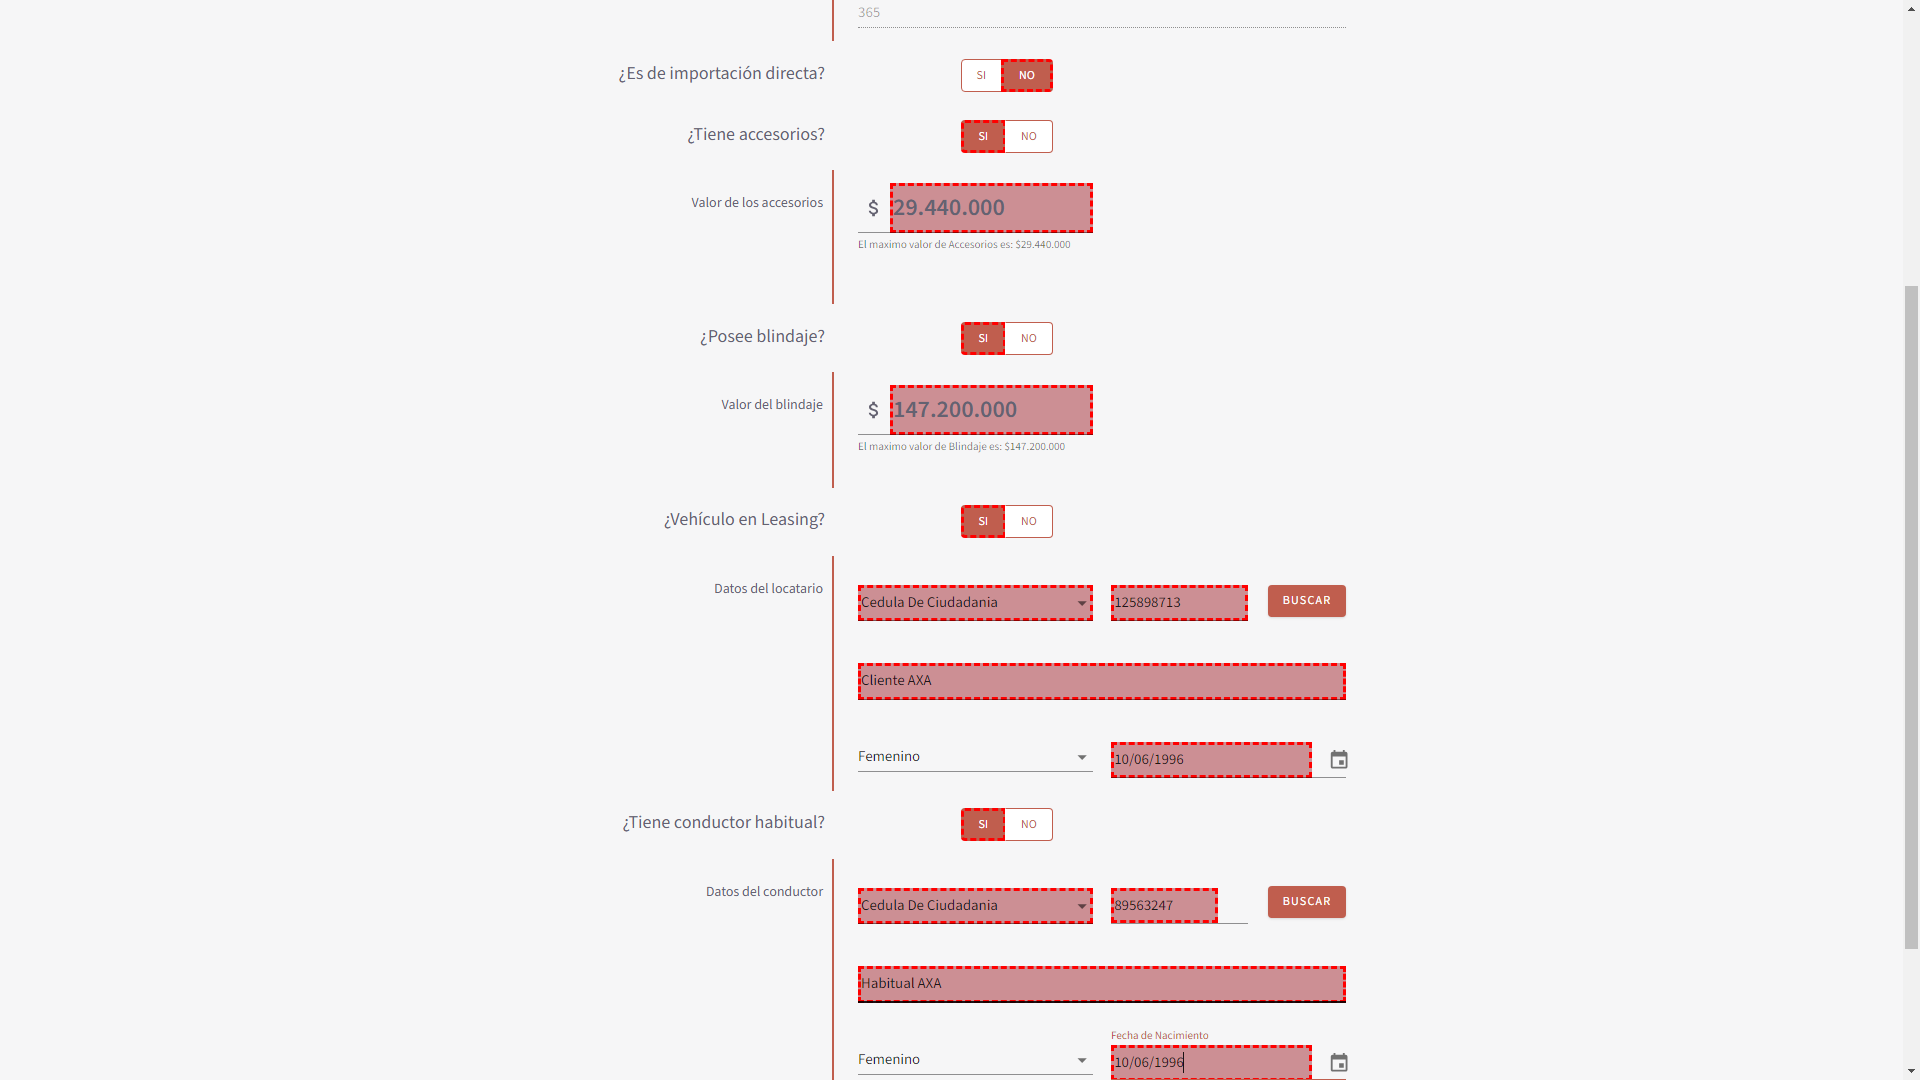 365
¿Es de importación directa?
SI NO
¿Tiene accesorios?
SI NO
Valor de los accesorios
$ 29.440.000
El maximo valor de Accesorios es: $29.440.000
¿Posee blindaje?
SI NO
Valor del blindaje
$ 147.200.000
El maximo valor de Blindaje es: $147.200.000
¿Vehículo en Leasing?
SI NO
Datos del locatario
Cedula De Ciudadania 125898713 BUSCAR
Cliente AXA
Femenino 10/06/1996
¿Tiene conductor habitual?
SI NO
Datos del conductor
Cedula De Ciudadania 89563247 BUSCAR
Habitual AXA
Fecha de Nacimiento
Femenino 10/06/1996